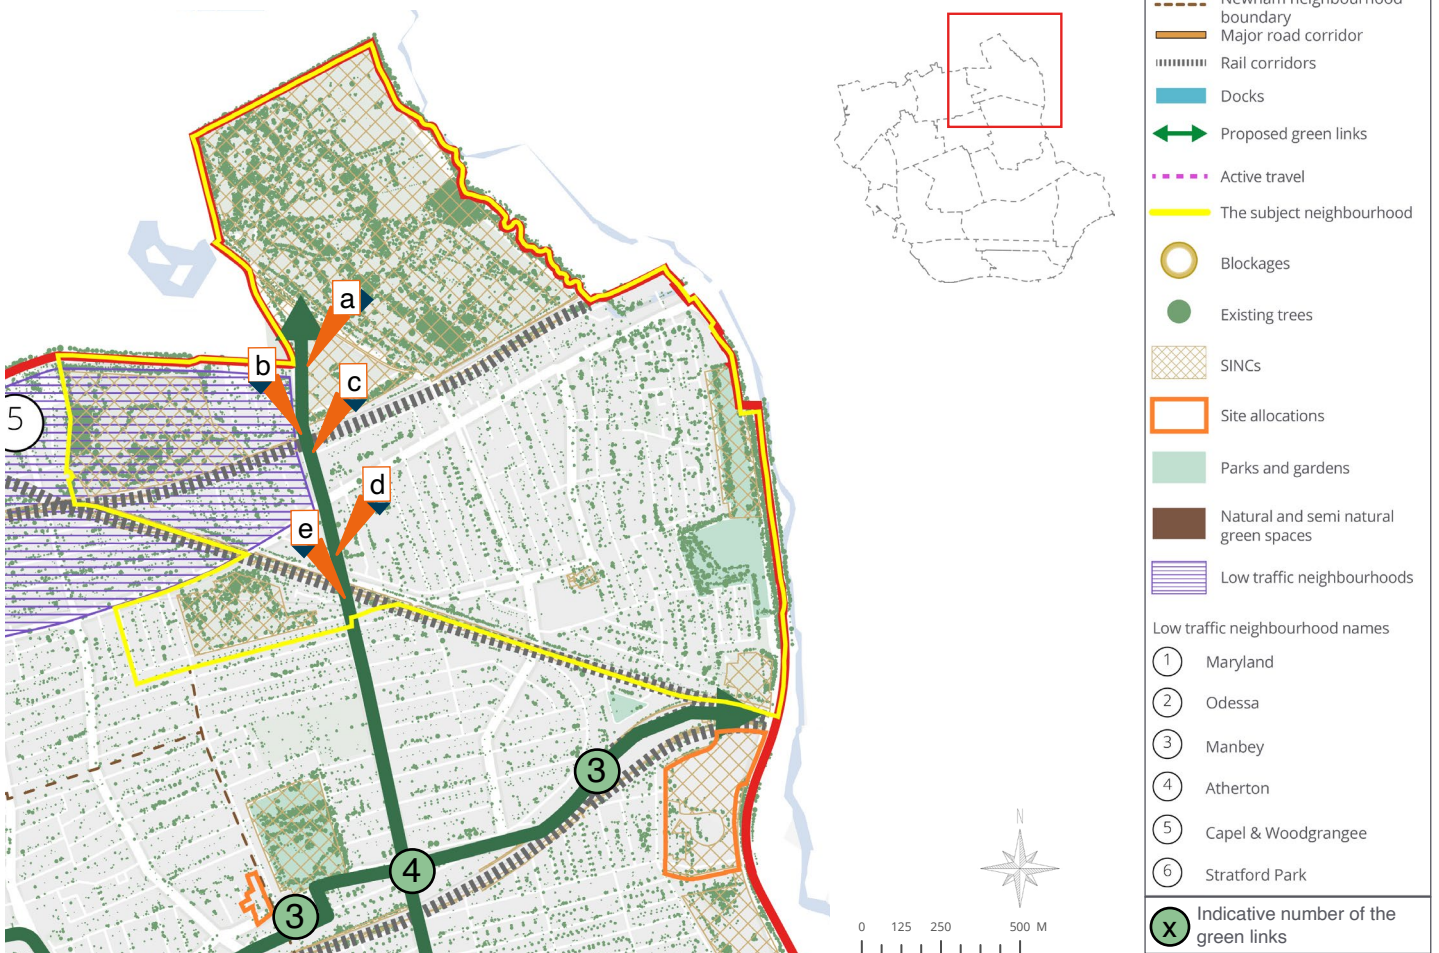 a
b
c
5
d
e
3
4
3
N
0 125 250 500 M
Newham neighbourhood
boundary
Major road corridor
Rail corridors
Docks
Proposed green links
Active travel
The subject neighbourhood
Blockages
Existing trees
SINCs
Site allocations
Parks and gardens
Natural and semi natural
green spaces
Low traffic neighbourhoods
Low traffic neighbourhood names
1 Maryland
2 Odessa
3 Manbey
4 Atherton
5 Capel & Woodgrangee
6 Stratford Park
x Indicative number of the
green links